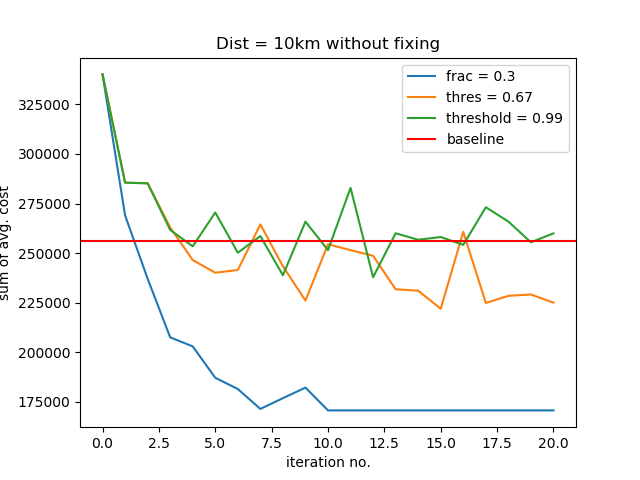 Dist = 10km without fixing
frac = 0.3
thres = 0.67
threshold = 0.99
baseline
325000
300000
275000
250000
225000
200000
175000
sum of avg. cost
0.0 2.5 5.0 7.5 10.0 12.5 15.0 17.5 20.0
iteration no.